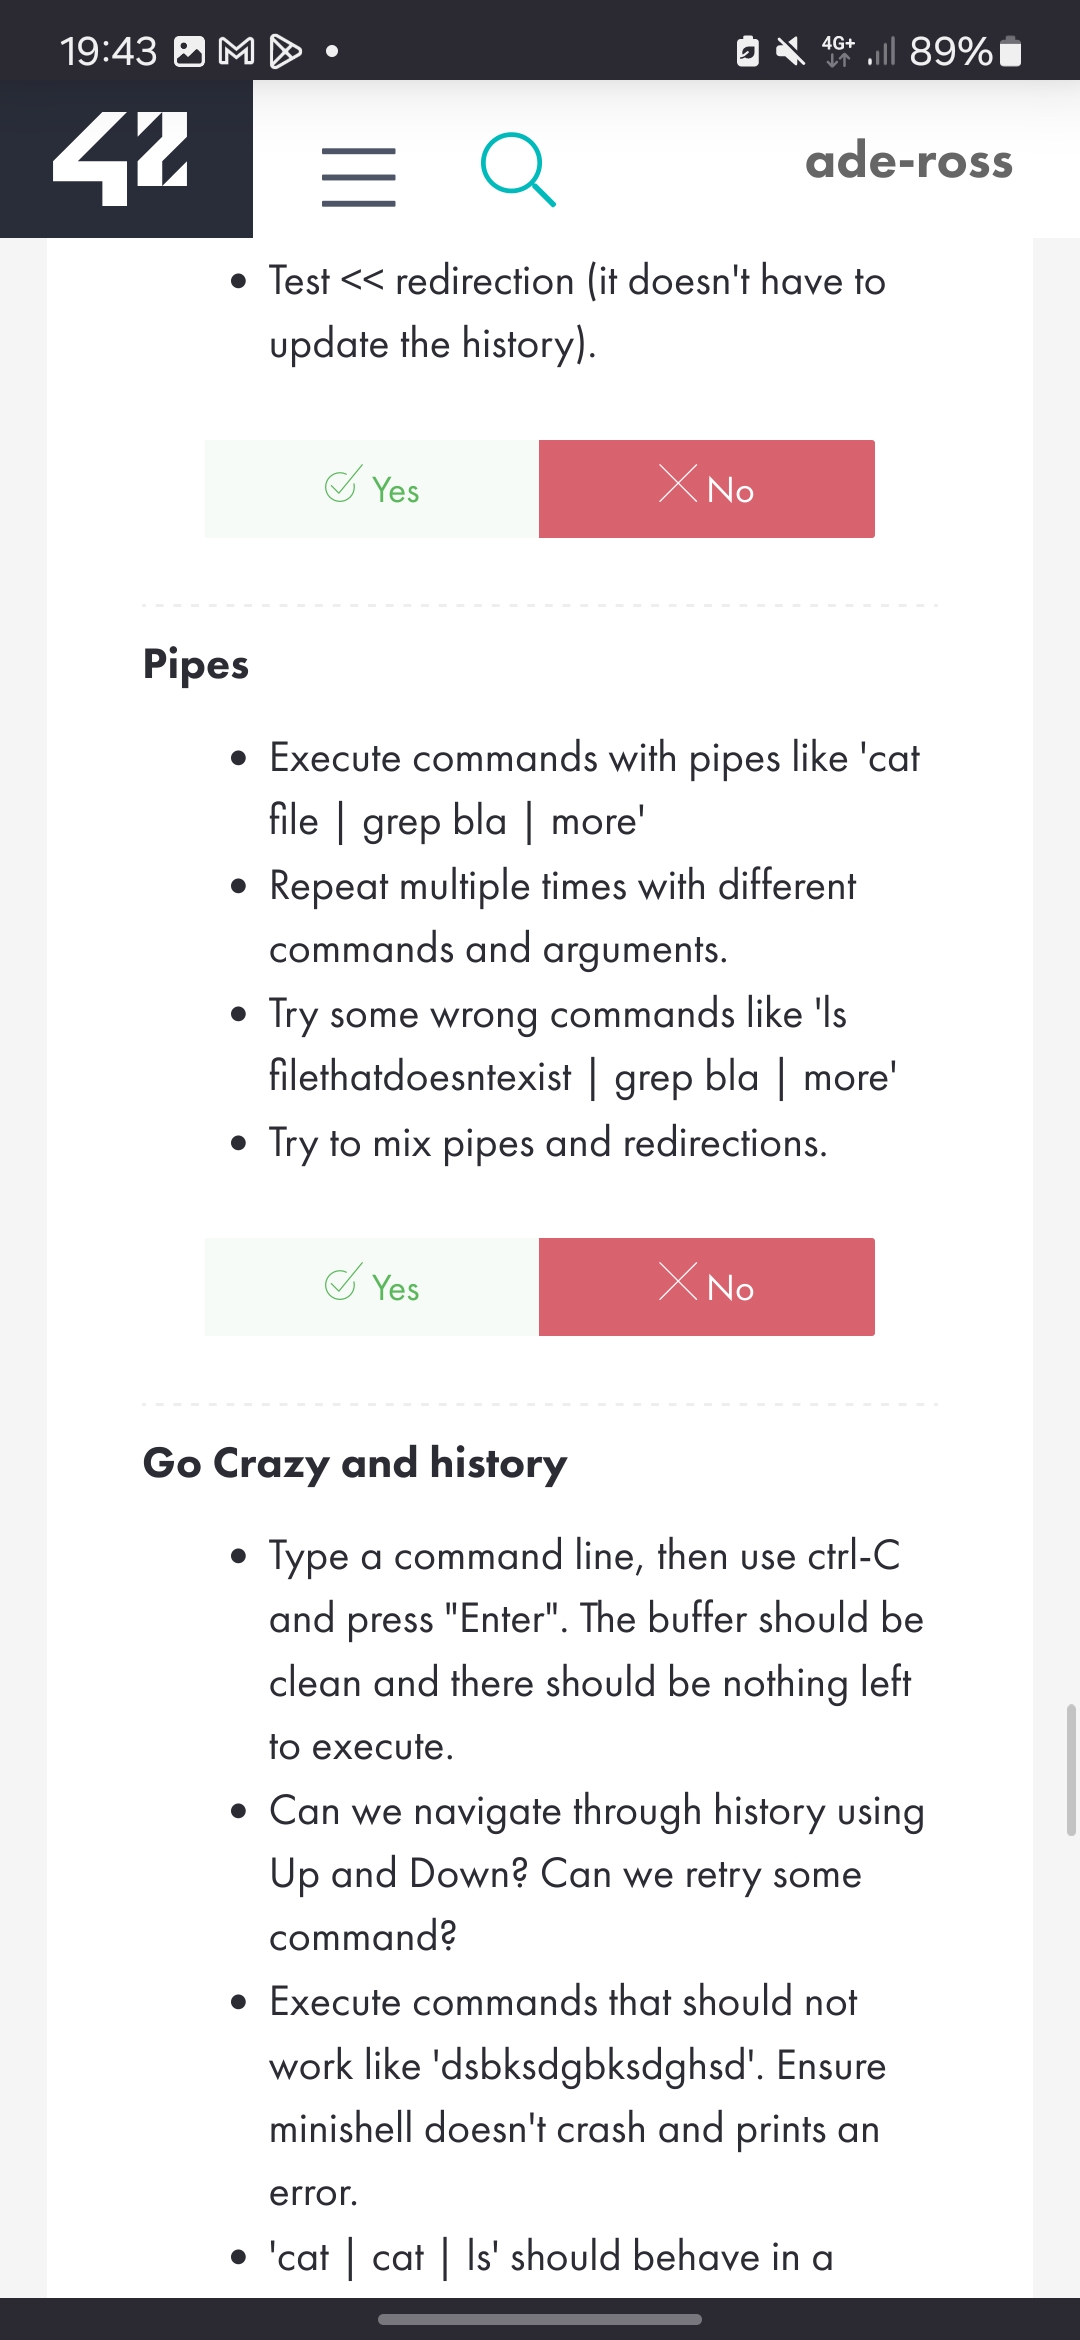 19:43
4G+
89%
42
ade-ross
• Test << redirection (it doesn't have to
update the history).
Yes
No
Pipes
• Execute commands with pipes like 'cat
file | grep bla | more'
• Repeat multiple times with different
commands and arguments.
• Try some wrong commands like 'ls
filethatdoesntexist | grep bla | more'
• Try to mix pipes and redirections.
Yes
No
Go Crazy and history
• Type a command line, then use ctrl-C
and press "Enter". The buffer should be
clean and there should be nothing left
to execute.
• Can we navigate through history using
Up and Down? Can we retry some
command?
• Execute commands that should not
work like 'dsbksdgbksdghsd'. Ensure
minishell doesn't crash and prints an
error.
• 'cat | cat | ls' should behave in a